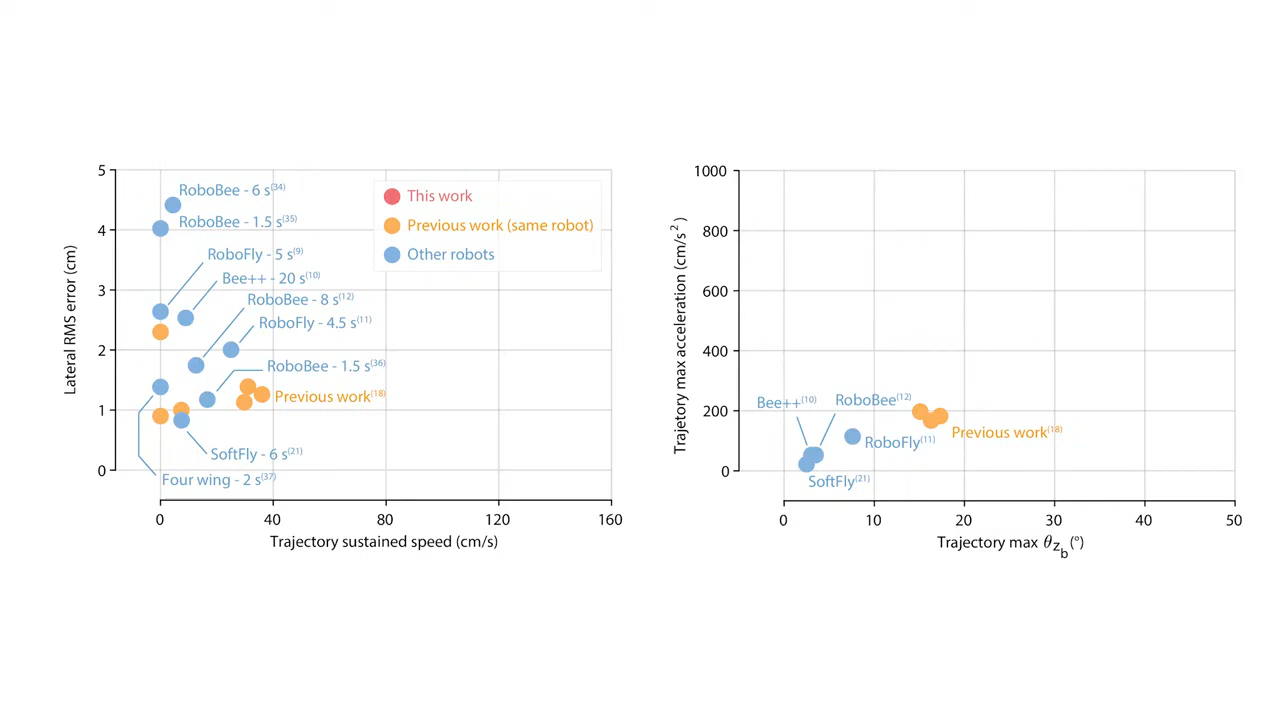 5
4
3
2
1
0
Lateral RMS error (cm)
RoboBee - 6 s(34)
RoboBee - 1.5 s(35)
RoboFly - 5 s(9)
Bee++ - 20 s(10)
RoboBee - 8 s(12)
RoboFly - 4.5 s(11)
RoboBee - 1.5 s(36)
Previous work(18)
SoftFly - 6 s(21)
Four wing - 2 s(37)
This work
Previous work (same robot)
Other robots
0 40 80 120 160
Trajectory sustained speed (cm/s)
1000
800
600
400
200
0
Trajetory max acceleration (cm/s²)
Bee++(10)
RoboBee(12)
RoboFly(11)
Previous work(18)
SoftFly(21)
0 10 20 30 40 50
Trajectory max θzb(°)